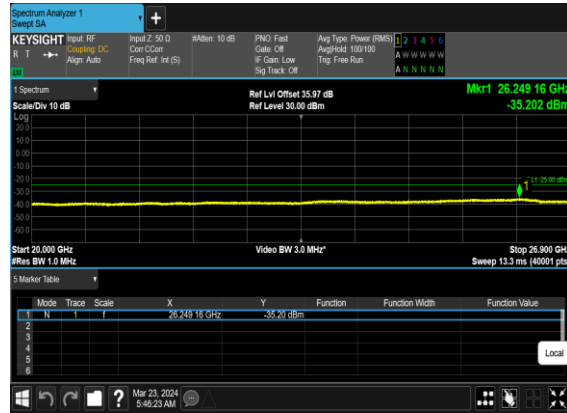 Spectrum Analyzer 1
Swept SA
+
KEYSIGHT Input: RF Input Z: 50 Ω #Atten: 10 dB PNO: Fast Avg Type: Power (RMS) 1 2 3 4 5 6
R T Coupling: DC Corr CCorr Gate: Off Avg|Hold: 100/100 A W W W W W
Align: Auto Freq Ref: Int (S) IF Gain: Low Trig: Free Run
Sig Track: Off A N N N N N
LXI
1 Spectrum Ref Lvl Offset 35.97 dB Mkr1 26.249 16 GHz
Scale/Div 10 dB Ref Level 30.00 dBm -35.202 dBm
Log
20.0
10.0
0.00
-10.0
-20.0
L1 -25.00 dBm
1
-30.0
-40.0
-50.0
-60.0
Start 20.000 GHz Video BW 3.0 MHz* Stop 26.900 GHz
#Res BW 1.0 MHz Sweep 13.3 ms (40001 pts)
5 Marker Table
Mode Trace Scale X Y Function Function Width Function Value
1 N 1 f 26.249 16 GHz -35.20 dBm
2
3
4
5
6
Local
? Mar 23, 2024
5:46:23 AM